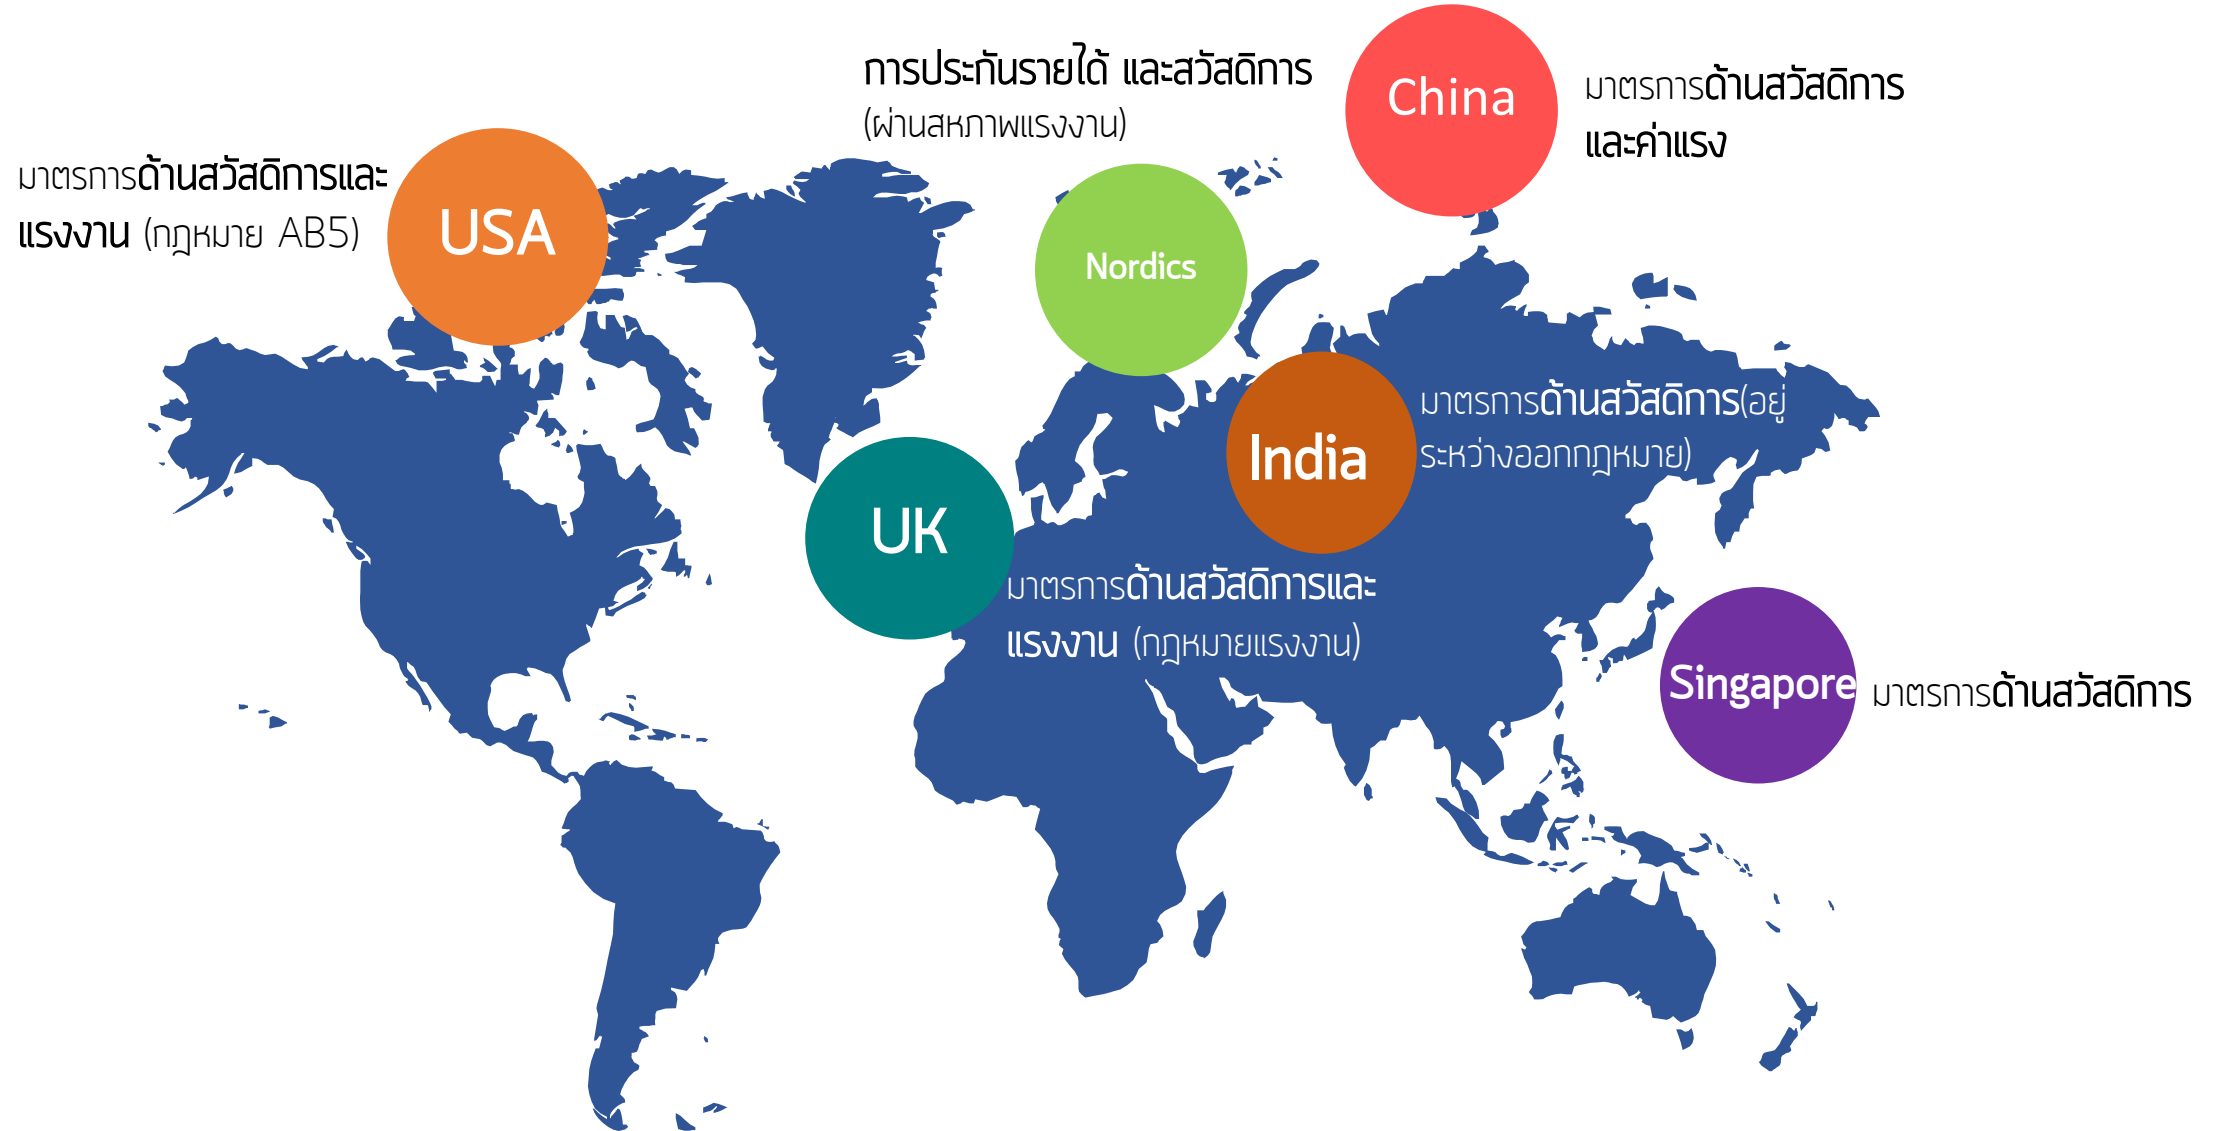 การประกันรายได้ และสวัสดิการ
(ผ่านสหภาพแรงงาน)
China
มาตรการด้านสวัสดิการ
และค่าแรง
มาตรการด้านสวัสดิการและ
แรงงาน (กฎหมาย AB5)
USA
Nordics
India
มาตรการด้านสวัสดิการ(อยู่
ระหว่างออกกฎหมาย)
UK
มาตรการด้านสวัสดิการและ
แรงงาน (กฎหมายแรงงาน)
Singapore
มาตรการด้านสวัสดิการ